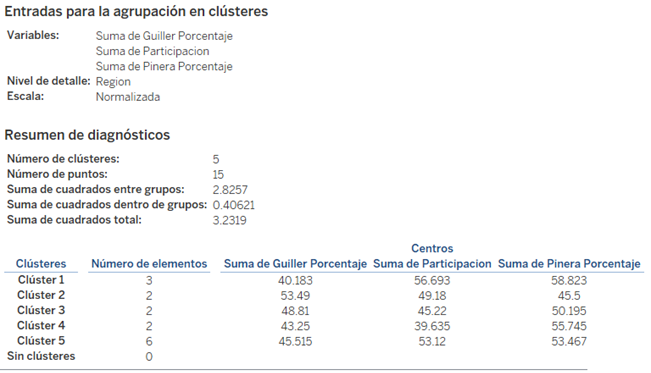 Entradas para la agrupación en clústeres
Variables: Suma de Guiller Porcentaje
Suma de Participacion
Suma de Pinera Porcentaje
Nivel de detalle: Region
Escala: Normalizada
Resumen de diagnósticos
Número de clústeres: 5
Número de puntos: 15
Suma de cuadrados entre grupos: 2.8257
Suma de cuadrados dentro de grupos: 0.40621
Suma de cuadrados total: 3.2319
Centros
Clústeres Número de elementos Suma de Guiller Porcentaje Suma de Participacion Suma de Pinera Porcentaje
Clúster 1 3 40.183 56.693 58.823
Clúster 2 2 53.49 49.18 45.5
Clúster 3 2 48.81 45.22 50.195
Clúster 4 2 43.25 39.635 55.745
Clúster 5 6 45.515 53.12 53.467
Sin clústeres 0